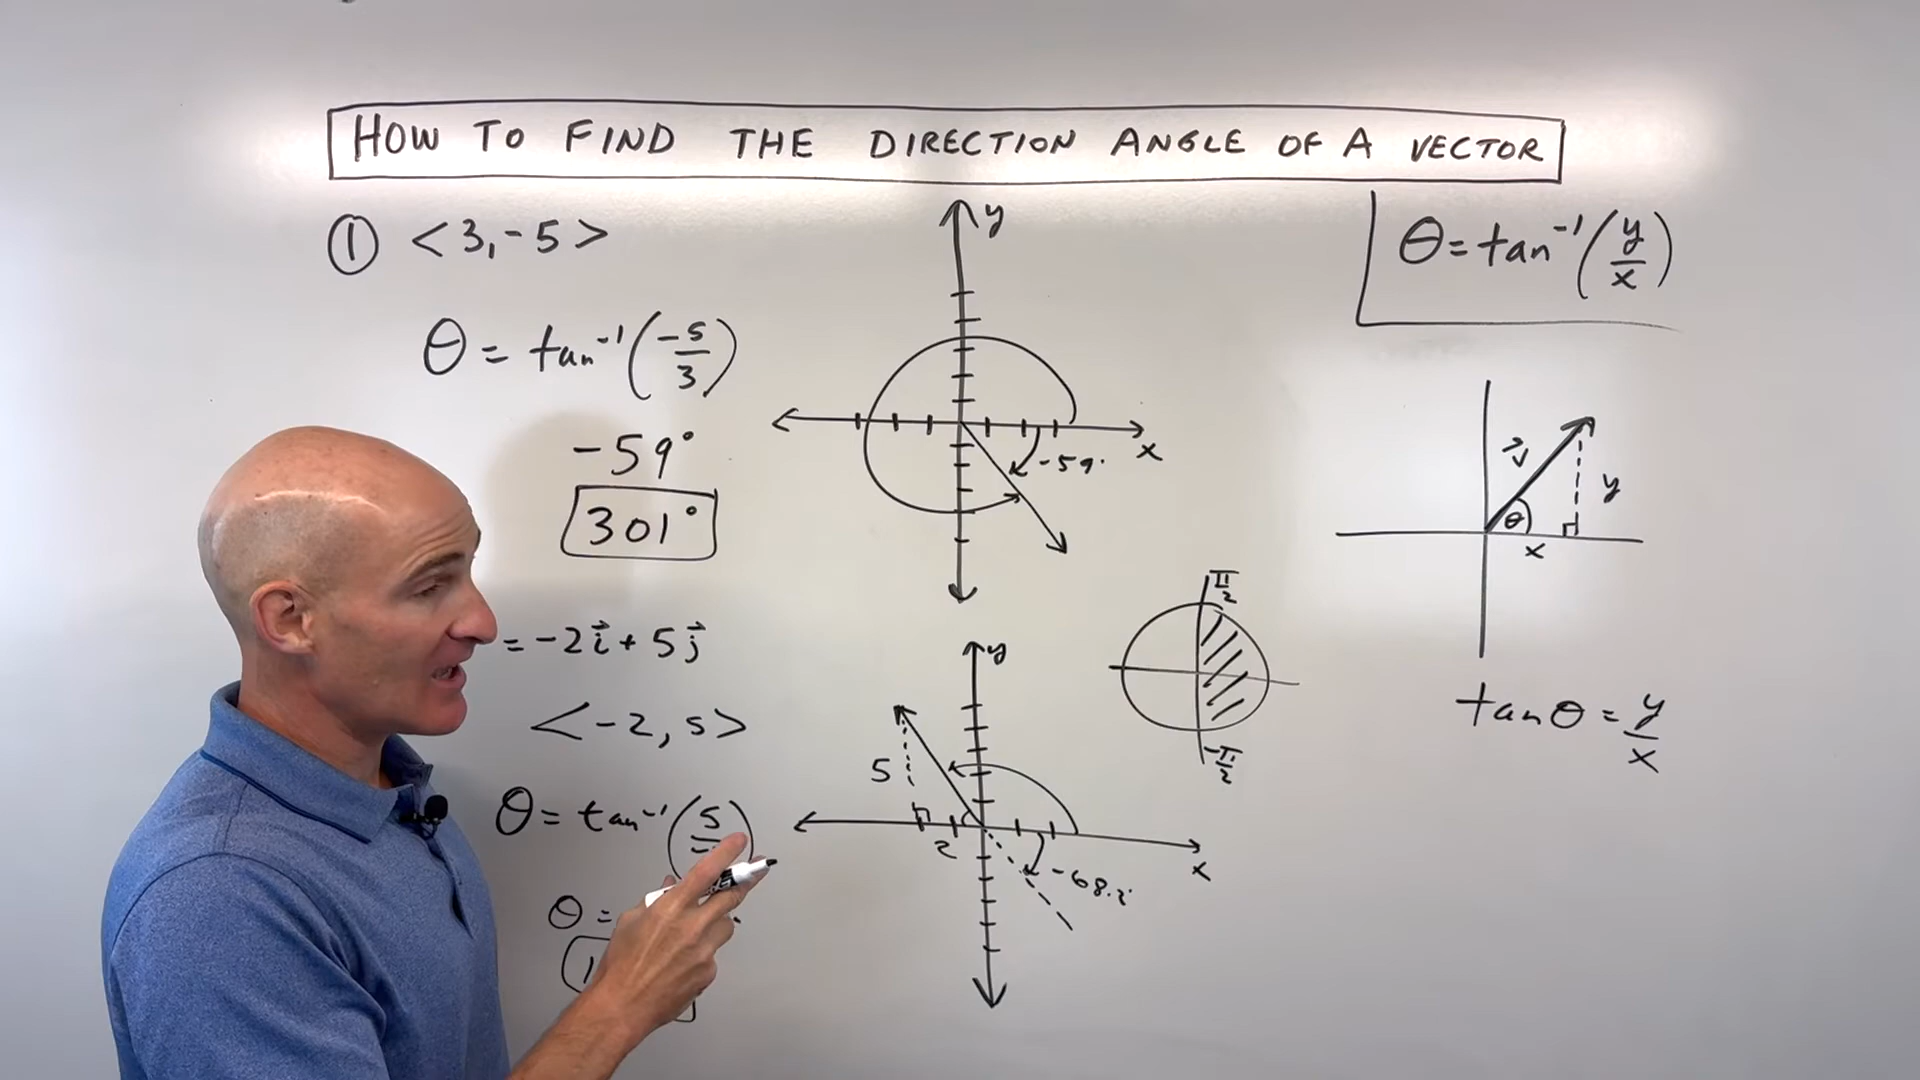 HOW TO FIND THE DIRECTION ANGLE OF A VECTOR
① <3,-5>
θ = tan⁻¹(-5/3)
-59°
301°
y
x
-59°
θ = tan⁻¹(y/x)
v⃗
y
θ
x
tan θ = y/x
= -2i⃗ + 5j⃗
<-2, 5>
θ = tan⁻¹(5/
θ =
y
5
2
x
-68.2°
π/2
-π/2